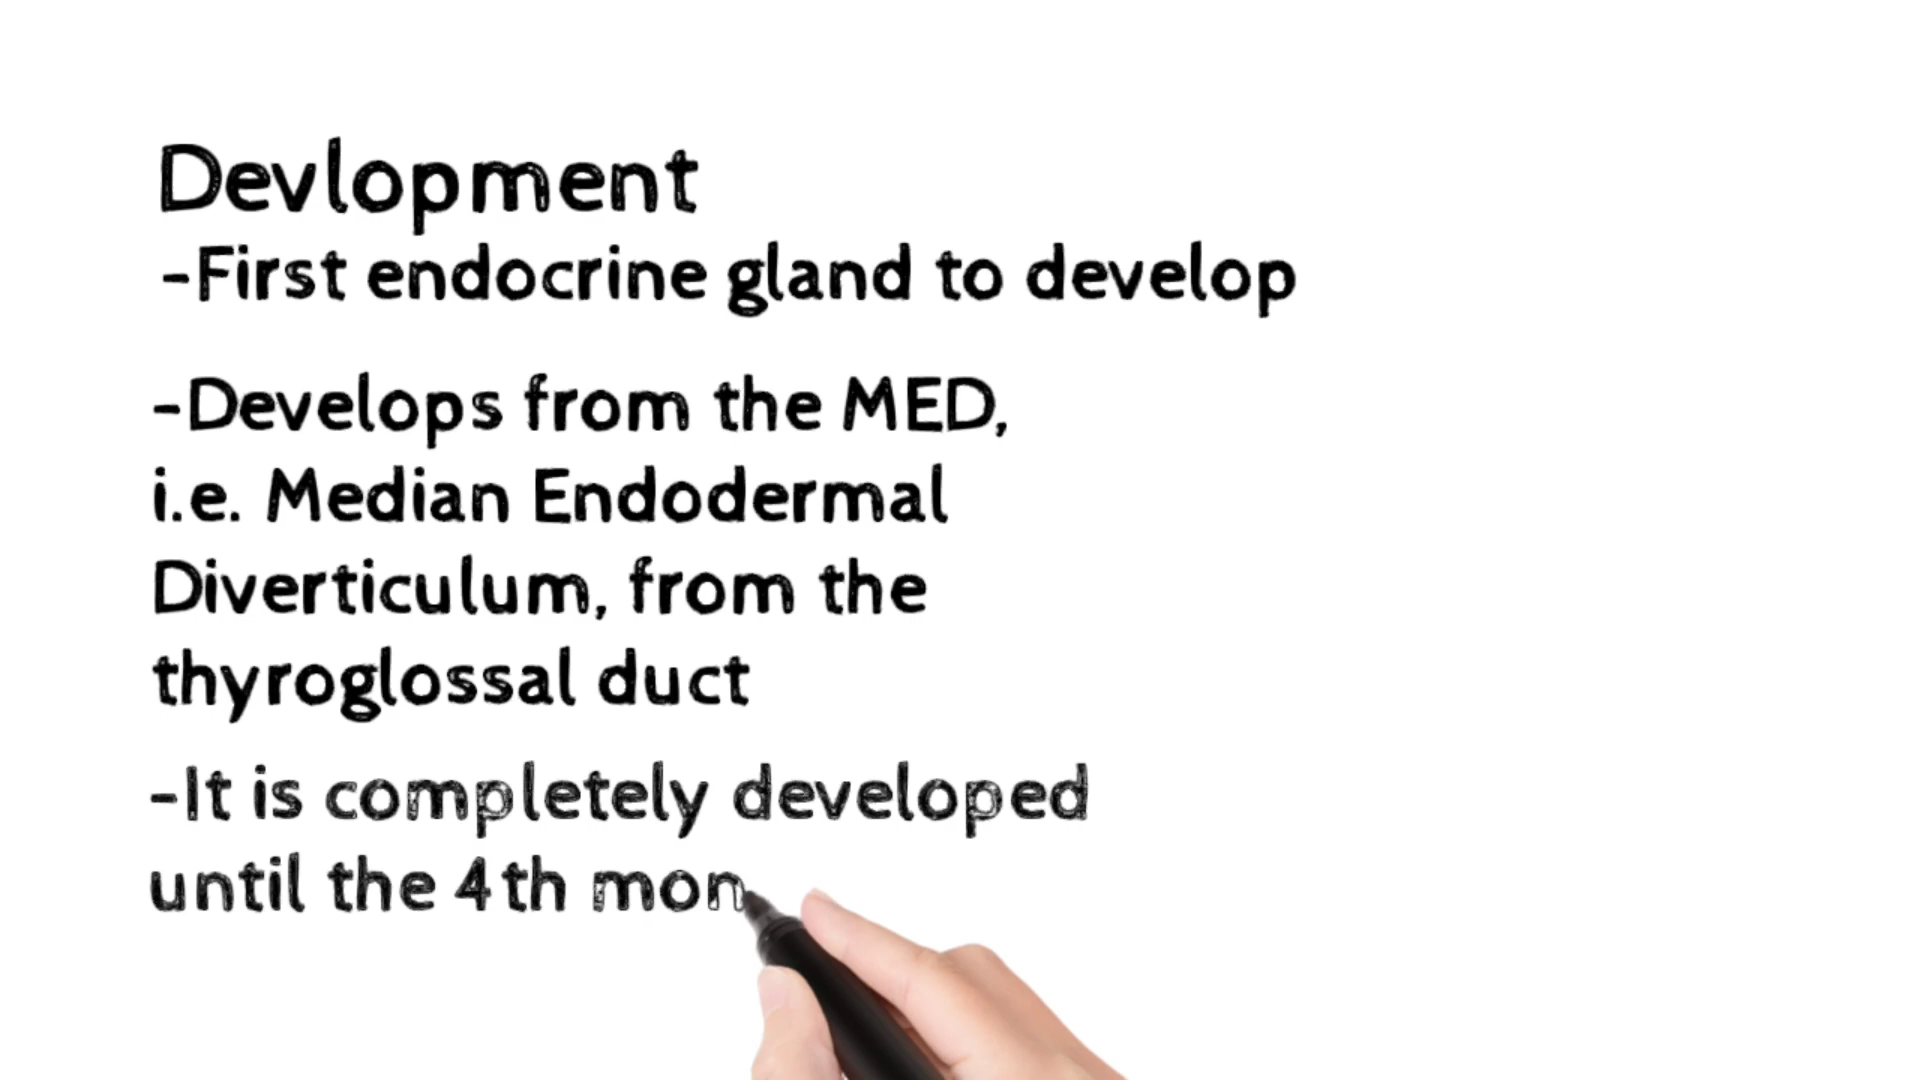 Devlopment
-First endocrine gland to develop
-Develops from the MED,
i.e. Median Endodermal
Diverticulum, from the
thyroglossal duct
-It is completely developed
until the 4th mon